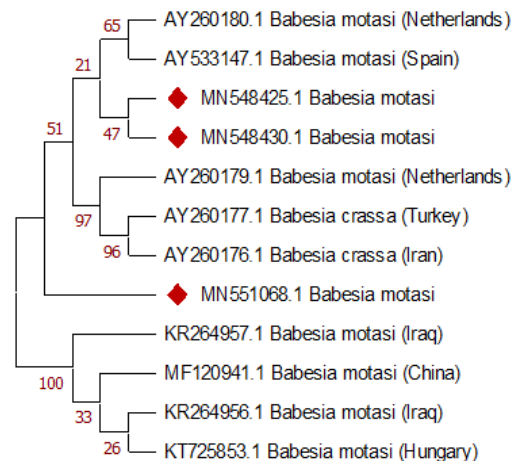 65
AY260180.1 Babesia motasi (Netherlands)
21
AY533147.1 Babesia motasi (Spain)
MN548425.1 Babesia motasi
51
47
MN548430.1 Babesia motasi
AY260179.1 Babesia motasi (Netherlands)
97
AY260177.1 Babesia crassa (Turkey)
96
AY260176.1 Babesia crassa (Iran)
MN551068.1 Babesia motasi
KR264957.1 Babesia motasi (Iraq)
100
MF120941.1 Babesia motasi (China)
33
KR264956.1 Babesia motasi (Iraq)
26
KT725853.1 Babesia motasi (Hungary)